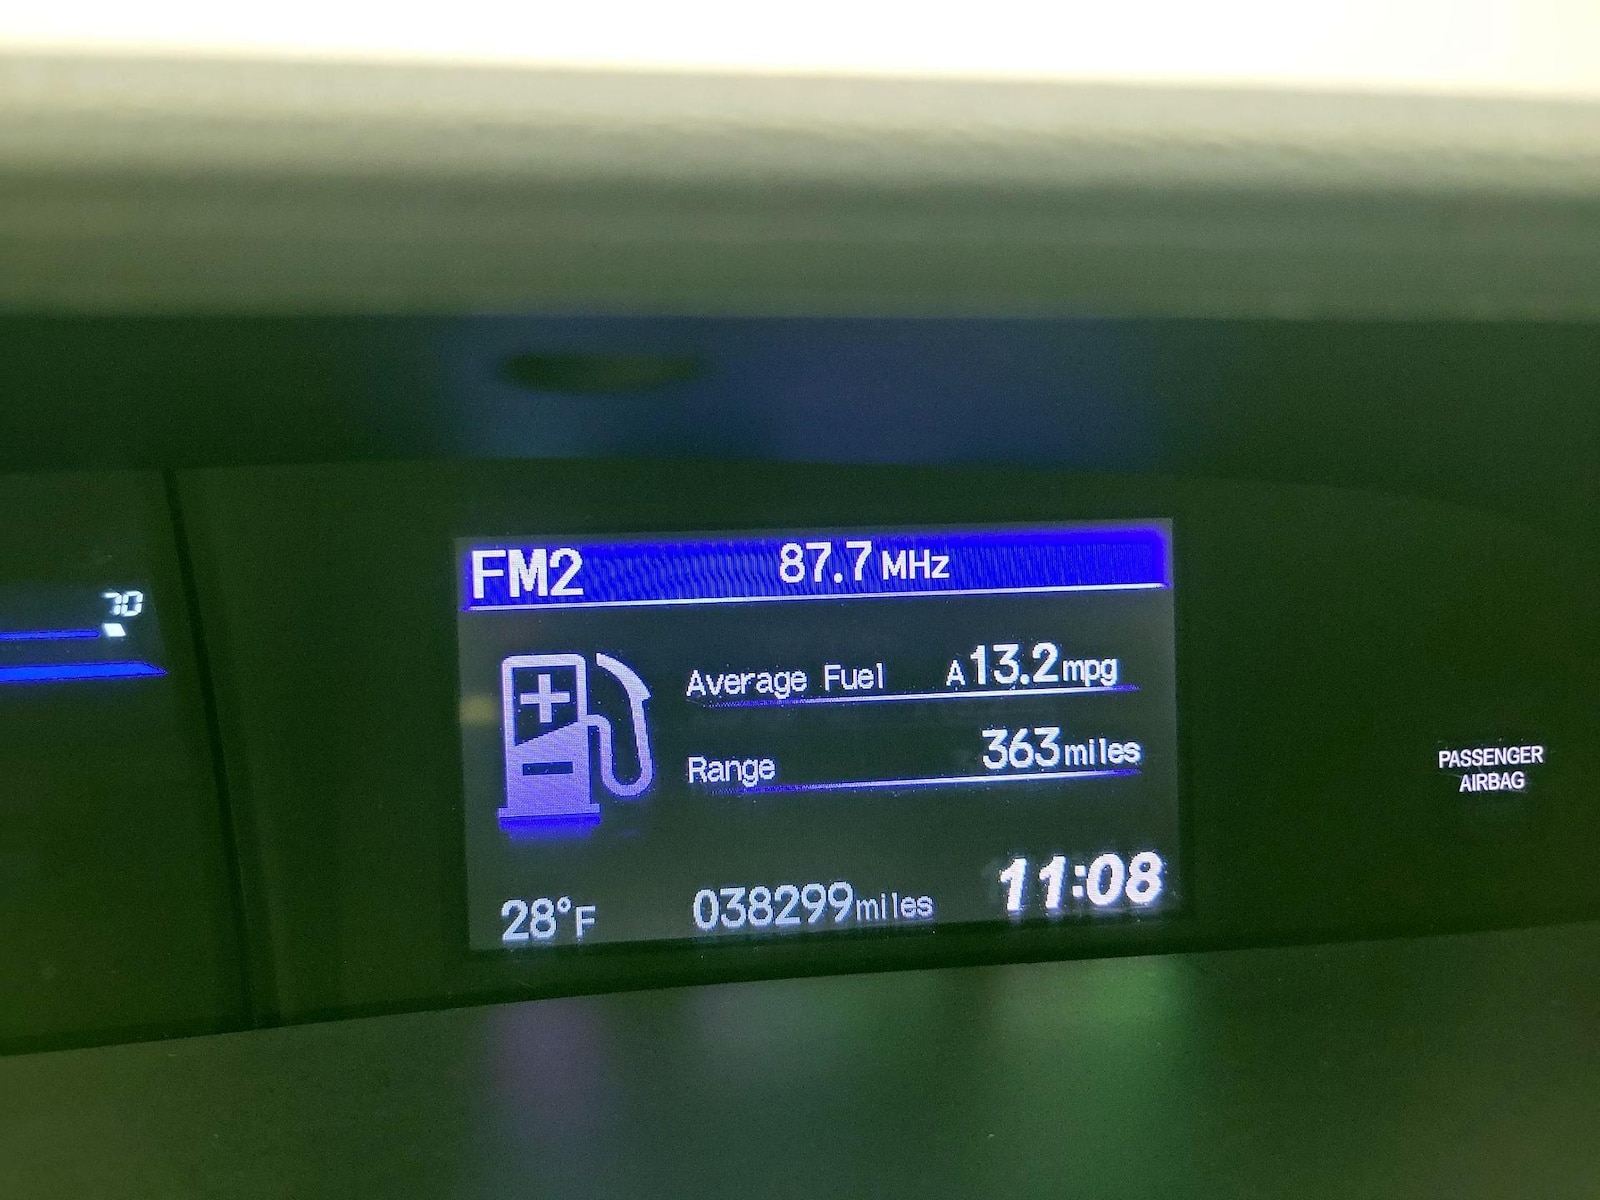 FM2 87.7 MHz
70
Average Fuel A 13.2 mpg
Range 363 miles
PASSENGER
AIRBAG
28°F 038299 miles 11:08